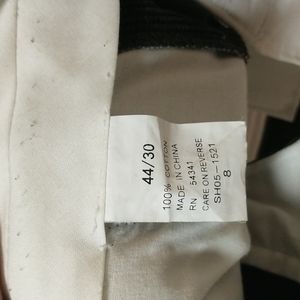 44/30
100% COTTON
MADE IN CHINA
RN 54341
CARE ON REVERSE
SH05-1521
8